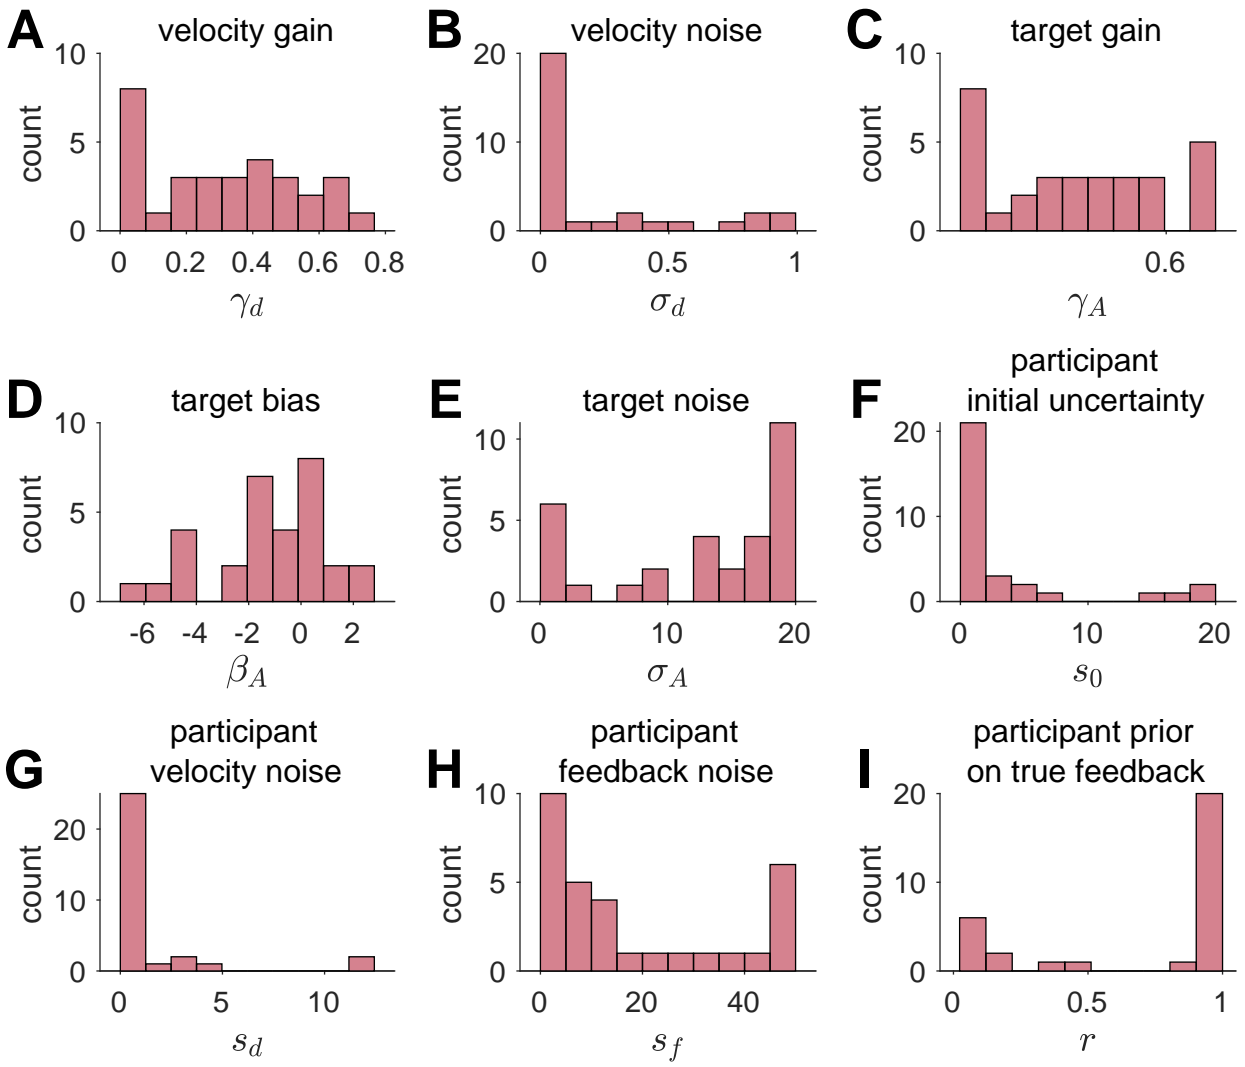 A
velocity gain
10
5
0
count
0 0.2 0.4 0.6 0.8
γd
B
velocity noise
20
10
0
count
0 0.5 1
σd
C
target gain
10
5
0
count
0.6
γA
D
target bias
10
5
0
count
-6 -4 -2 0 2
βA
E
target noise
10
5
0
count
0 10 20
σA
F
participant
initial uncertainty
20
10
0
count
0 10 20
s0
G
participant
velocity noise
20
10
0
count
0 5 10
sd
H
participant
feedback noise
10
5
0
count
0 20 40
sf
I
participant prior
on true feedback
20
10
0
count
0 0.5 1
r